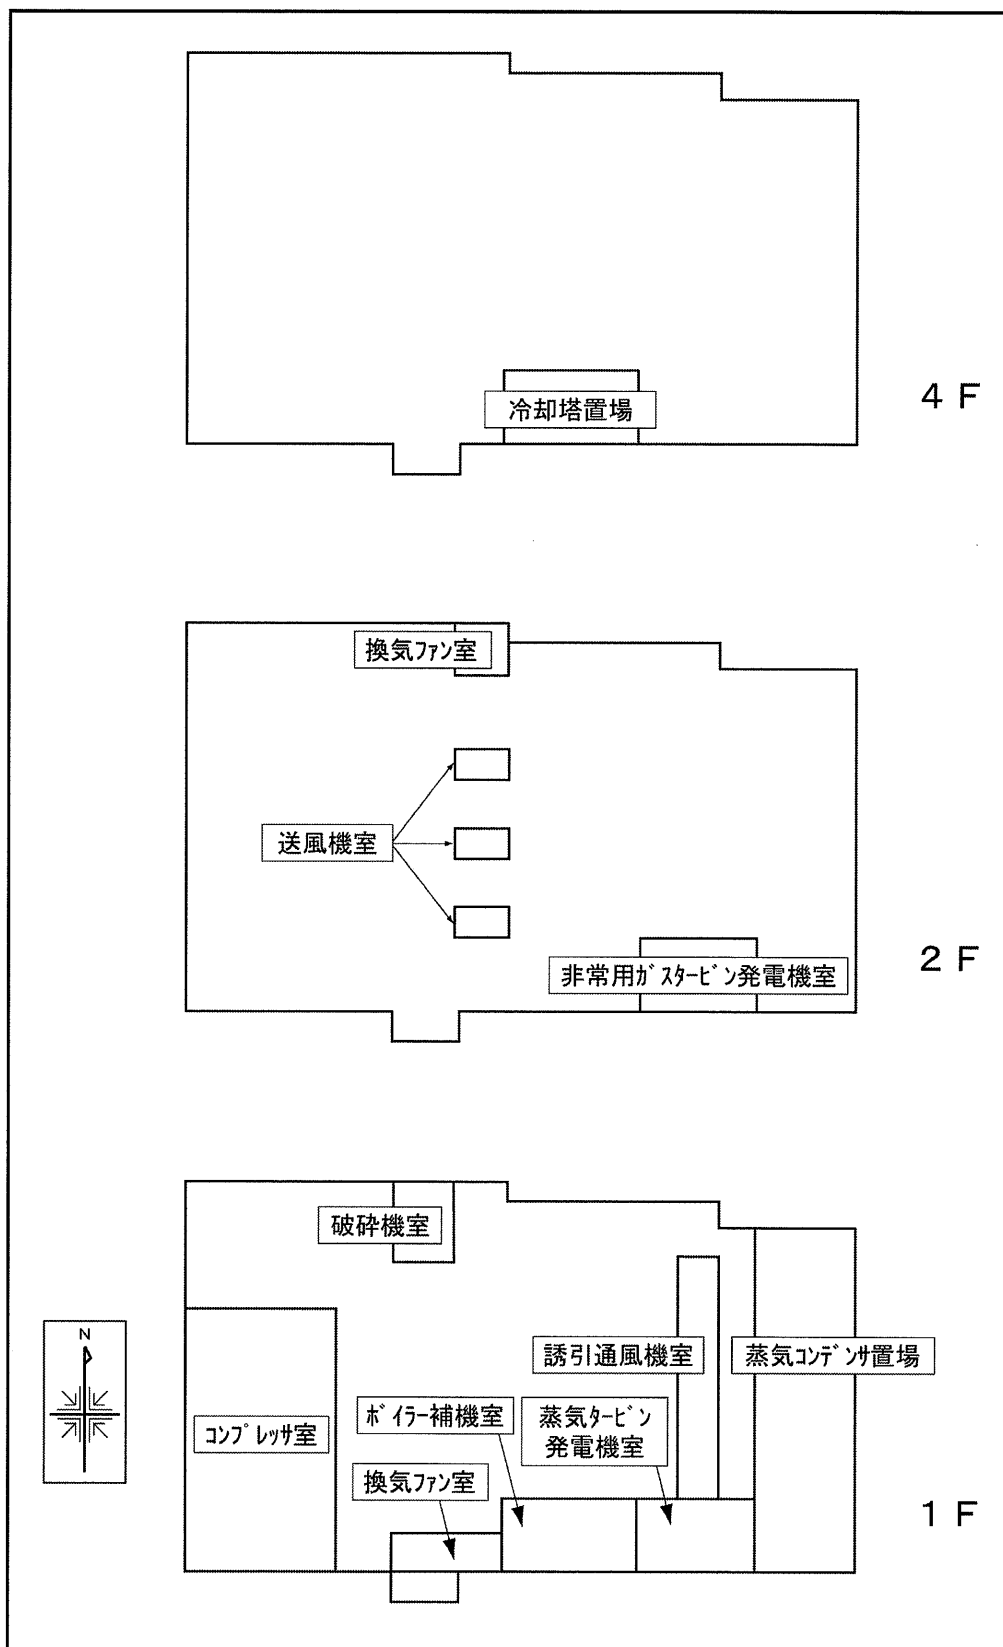 冷却塔置場
4 F
換気ファン室
送風機室
非常用ガスタービン発電機室
2 F
破砕機室
N
誘引通風機室
蒸気コンデンサ置場
ボイラー補機室
蒸気タービン
発電機室
コンプレッサ室
換気ファン室
1 F